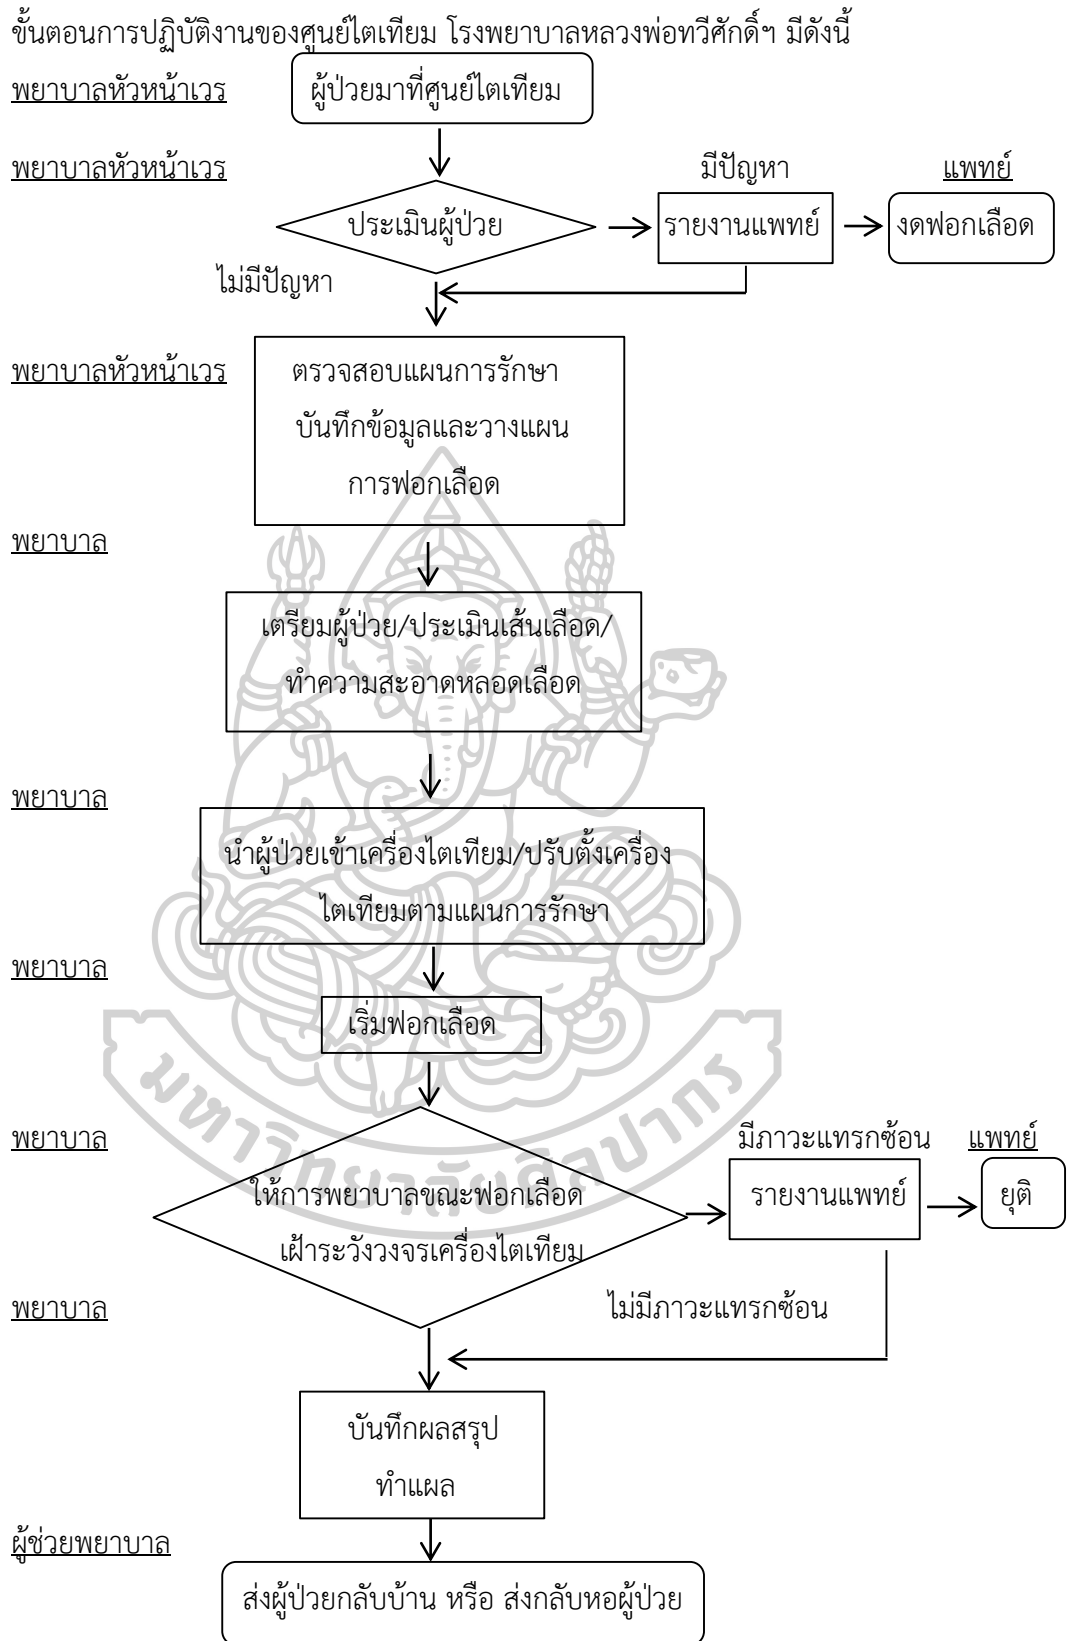 ขั้นตอนการปฏิบัติงานของศูนย์ไตเทียม โรงพยาบาลหลวงพ่อทวีศักดิ์ฯ มีดังนี้
พยาบาลหัวหน้าเวร
ผู้ป่วยมาที่ศูนย์ไตเทียม
พยาบาลหัวหน้าเวร
มีปัญหา
แพทย์
ประเมินผู้ป่วย
รายงานแพทย์
งดฟอกเลือด
ไม่มีปัญหา
พยาบาลหัวหน้าเวร
ตรวจสอบแผนการรักษา
บันทึกข้อมูลและวางแผน
การฟอกเลือด
พยาบาล
เตรียมผู้ป่วย/ประเมินเส้นเลือด/
ทำความสะอาดหลอดเลือด
พยาบาล
นำผู้ป่วยเข้าเครื่องไตเทียม/ปรับตั้งเครื่อง
ไตเทียมตามแผนการรักษา
พยาบาล
เริ่มฟอกเลือด
พยาบาล
มีภาวะแทรกซ้อน
แพทย์
ให้การพยาบาลขณะฟอกเลือด
เฝ้าระวังวงจรเครื่องไตเทียม
รายงานแพทย์
ยุติ
พยาบาล
ไม่มีภาวะแทรกซ้อน
บันทึกผลสรุป
ทำแผล
ผู้ช่วยพยาบาล
ส่งผู้ป่วยกลับบ้าน หรือ ส่งกลับหอผู้ป่วย
มหาวิทยาลัยศิลปากร